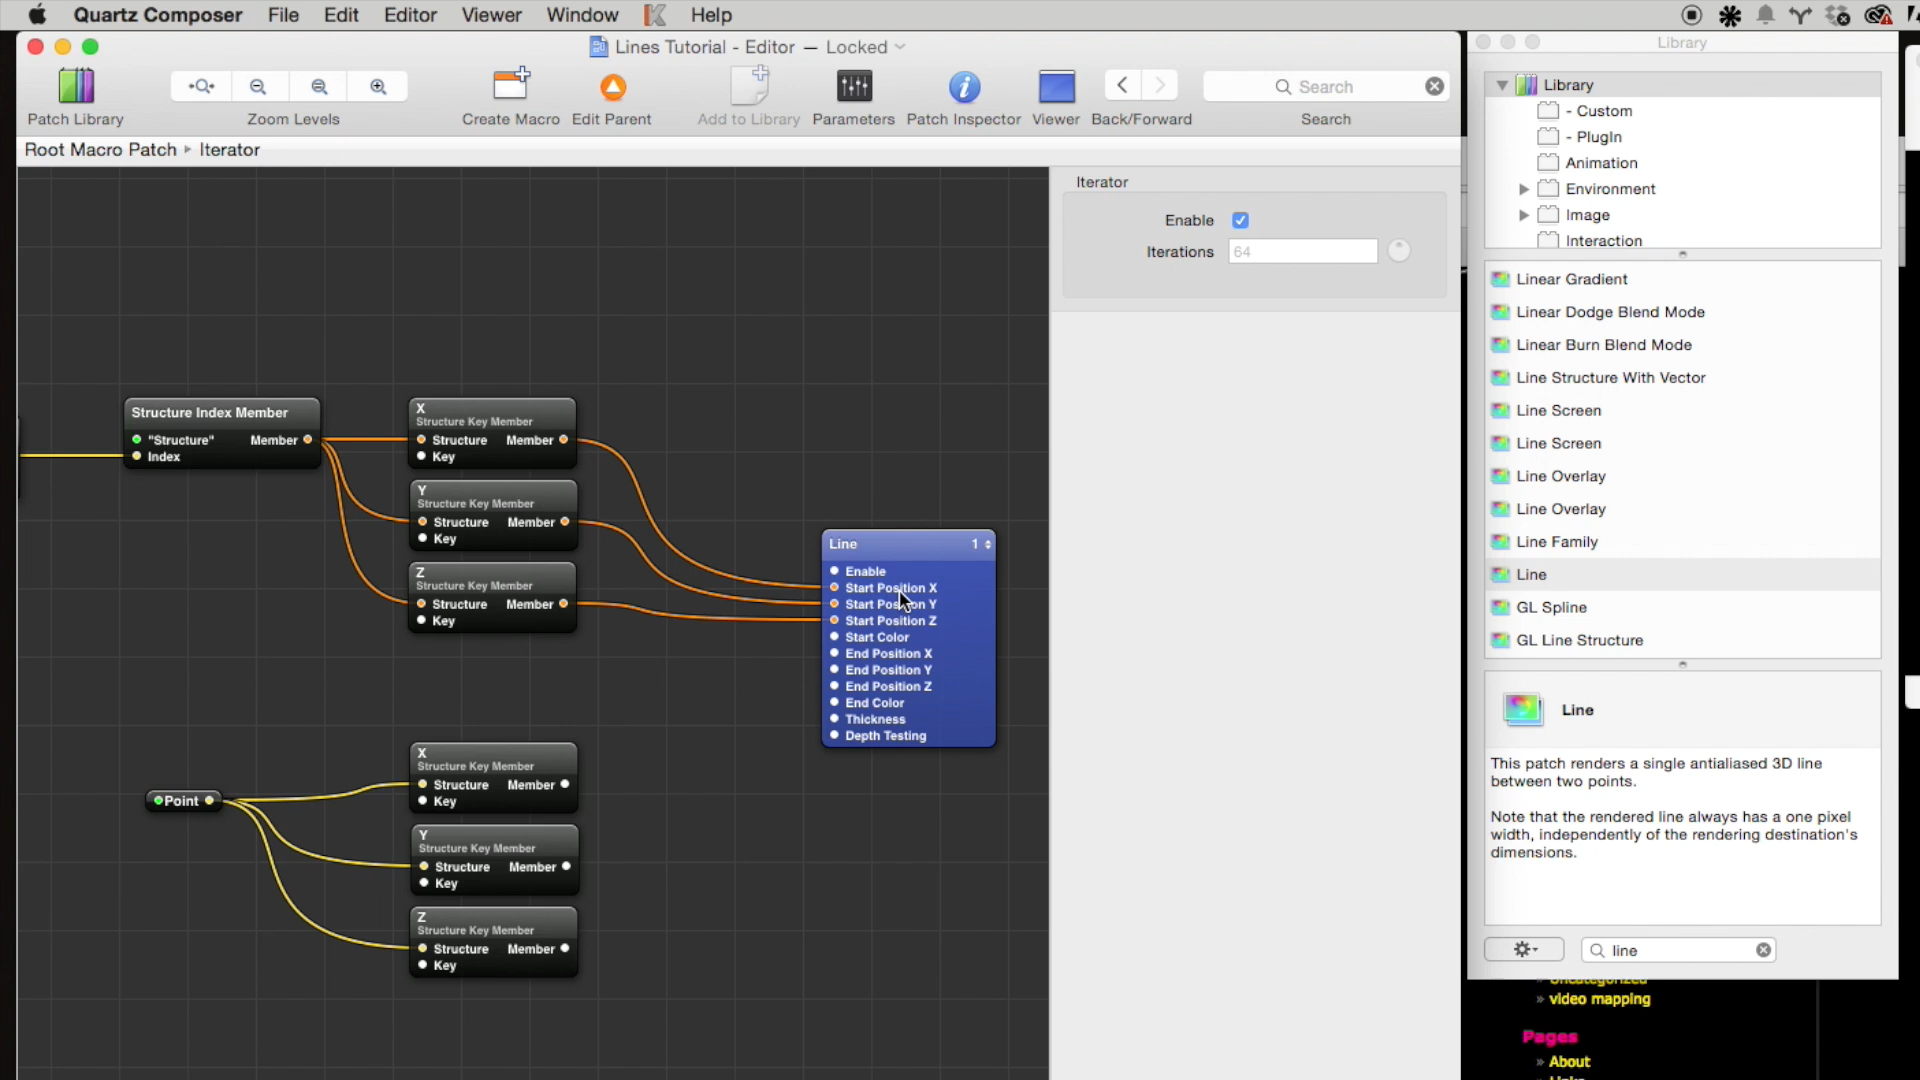 Quartz Composer File Edit Editor Viewer Window Help
Lines Tutorial - Editor — Locked
Patch Library
Zoom Levels
Create Macro
Edit Parent
Add to Library
Parameters
Patch Inspector
Viewer
Back/Forward
Search
Search
Root Macro Patch ▸ Iterator
Structure Index Member
"Structure" Member
Index
X
Structure Key Member
Structure Member
Key
Y
Structure Key Member
Structure Member
Key
Z
Structure Key Member
Structure Member
Key
Line 1
Enable
Start Position X
Start Position Y
Start Position Z
Start Color
End Position X
End Position Y
End Position Z
End Color
Thickness
Depth Testing
Point
X
Structure Key Member
Structure Member
Key
Y
Structure Key Member
Structure Member
Key
Z
Structure Key Member
Structure Member
Key
Iterator
Enable
Iterations 64
Library
Library
- Custom
- PlugIn
Animation
Environment
Image
Interaction
Linear Gradient
Linear Dodge Blend Mode
Linear Burn Blend Mode
Line Structure With Vector
Line Screen
Line Screen
Line Overlay
Line Overlay
Line Family
Line
GL Spline
GL Line Structure
Line
This patch renders a single antialiased 3D line
between two points.
Note that the rendered line always has a one pixel
width, independently of the rendering destination's
dimensions.
line
» Uncategorized
» video mapping
Pages
» About